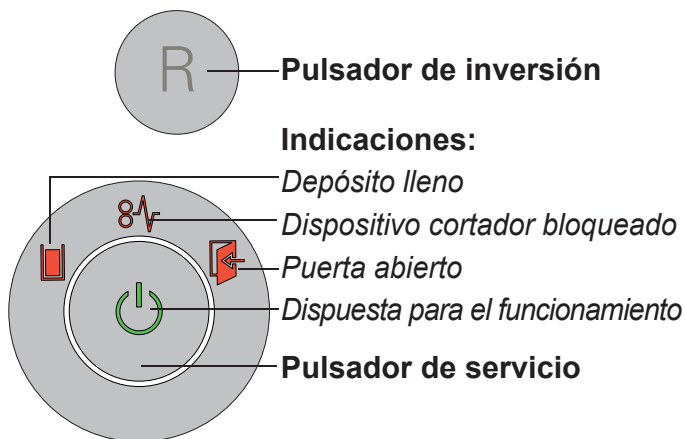 R
Pulsador de inversión
Indicaciones:
Depósito lleno
Dispositivo cortador bloqueado
Puerta abierto
Dispuesta para el funcionamiento
Pulsador de servicio